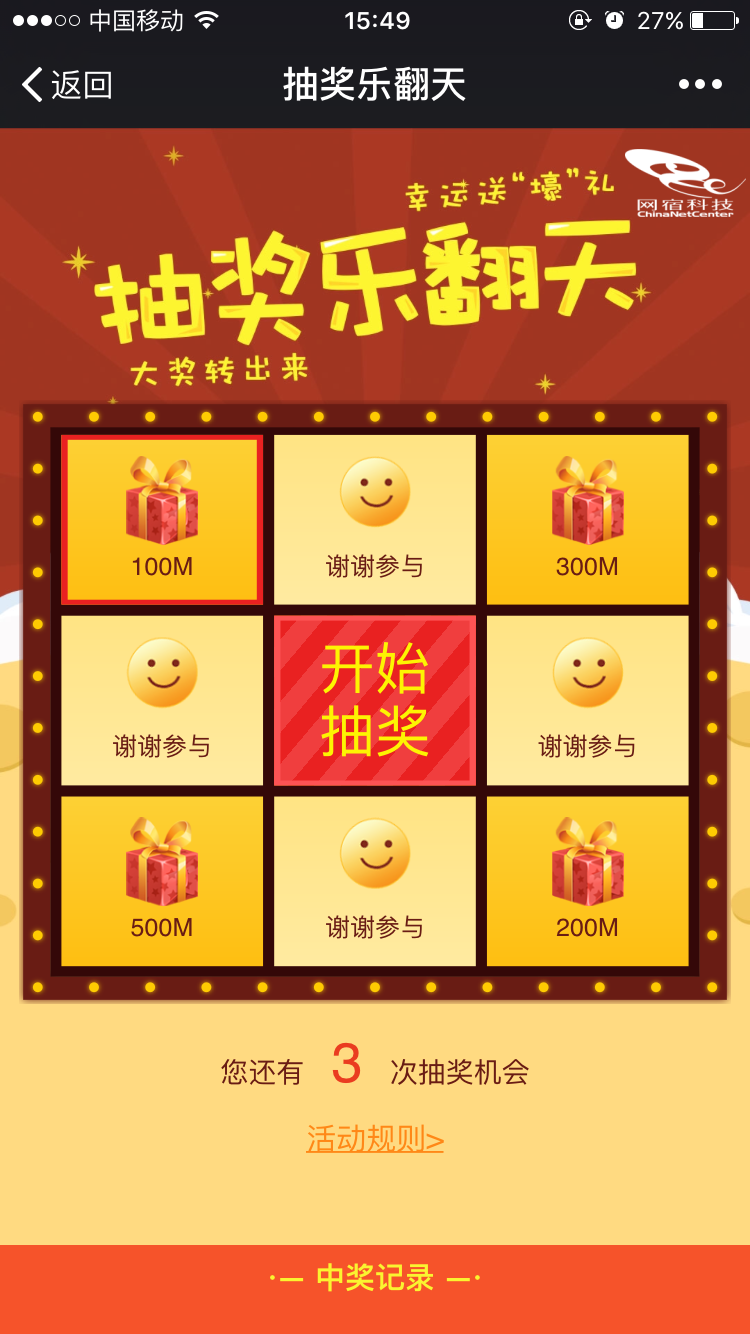 中国移动 15:49 27%
返回 抽奖乐翻天
幸运送“壕”礼
网宿科技
ChinaNetCenter
抽奖乐翻天
大奖转出来
100M 谢谢参与 300M
谢谢参与
开始
抽奖
谢谢参与
500M 谢谢参与 200M
您还有 3 次抽奖机会
活动规则>
·— 中奖记录 —·